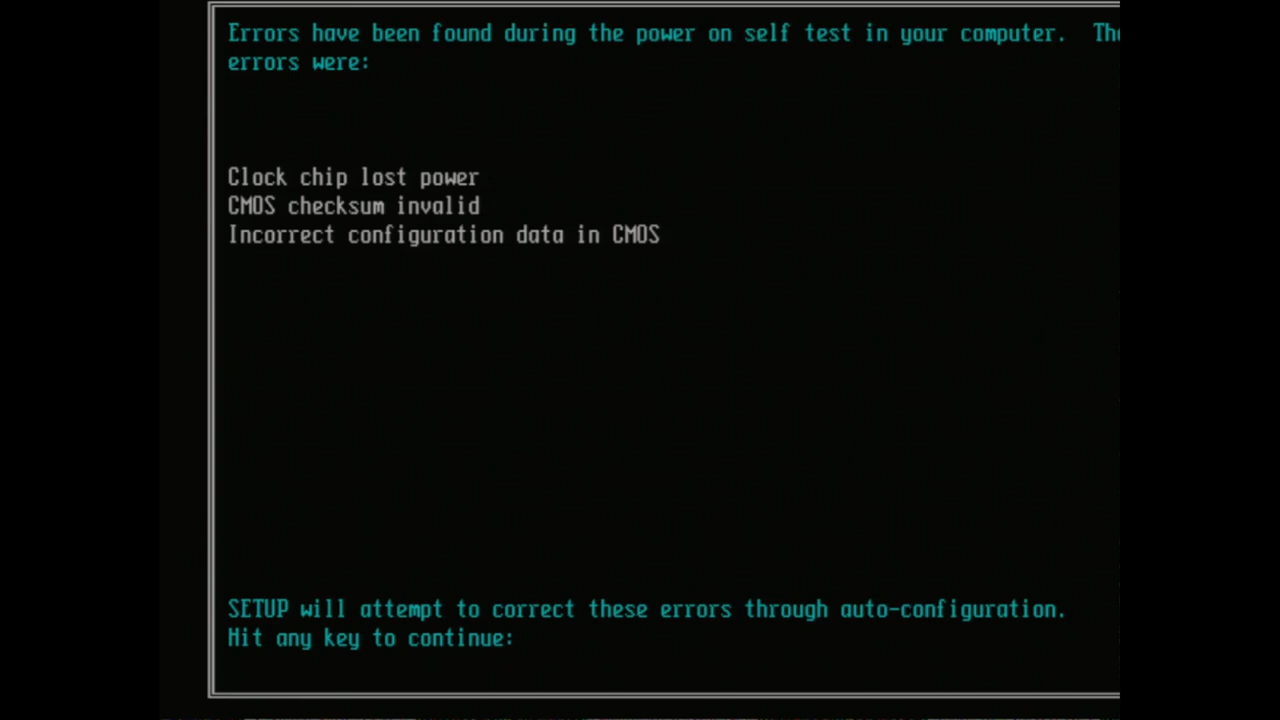 Errors have been found during the power on self test in your computer.
errors were:
Clock chip lost power
CMOS checksum invalid
Incorrect configuration data in CMOS
SETUP will attempt to correct these errors through auto-configuration.
Hit any key to continue: